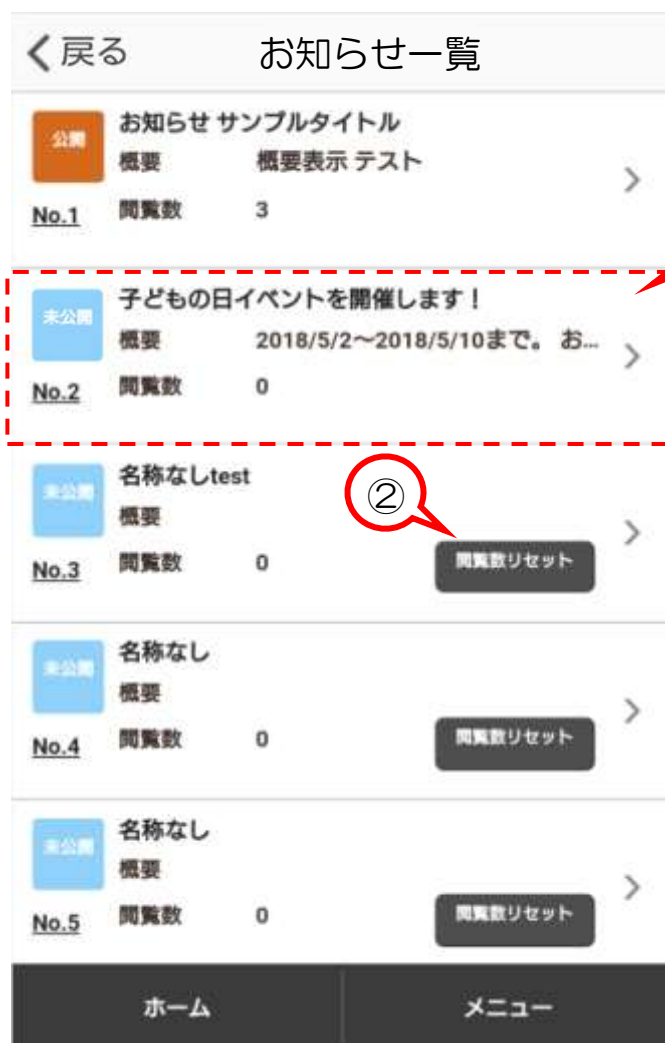 戻る お知らせ一覧
公開 お知らせ サンプルタイトル
概要 概要表示 テスト
No.1 閲覧数 3
未公開 子どもの日イベントを開催します！
概要 2018/5/2～2018/5/10まで。 お...
No.2 閲覧数 0
未公開 名称なしtest
②
概要
No.3 閲覧数 0 閲覧数リセット
未公開 名称なし
概要
No.4 閲覧数 0 閲覧数リセット
未公開 名称なし
概要
No.5 閲覧数 0 閲覧数リセット
ホーム メニュー